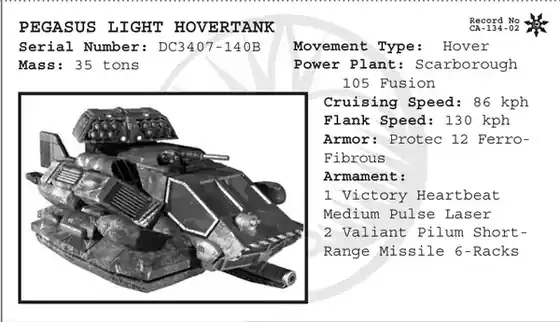 PEGASUS LIGHT HOVERTANK
Serial Number: DC3407-140B
Mass: 35 tons
Record No
CA-134-02
Movement Type: Hover
Power Plant: Scarborough
105 Fusion
Cruising Speed: 86 kph
Flank Speed: 130 kph
Armor: Protec 12 Ferro-
Fibrous
Armament:
1 Victory Heartbeat
Medium Pulse Laser
2 Valiant Pilum Short-
Range Missile 6-Racks